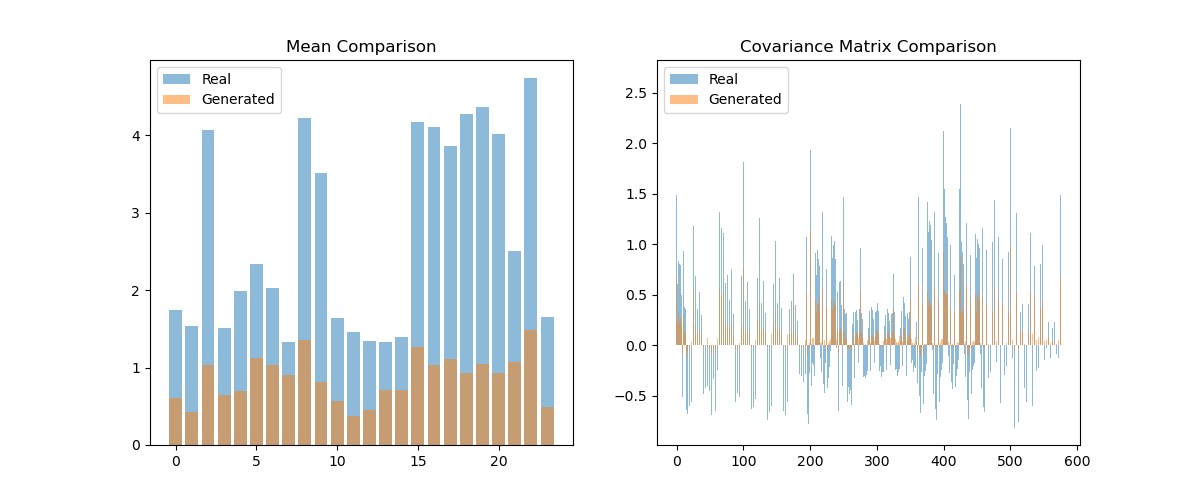 Mean Comparison
Real
Generated
4
3
2
1
0
0 5 10 15 20
Covariance Matrix Comparison
Real
Generated
2.5
2.0
1.5
1.0
0.5
0.0
−0.5
0 100 200 300 400 500 600